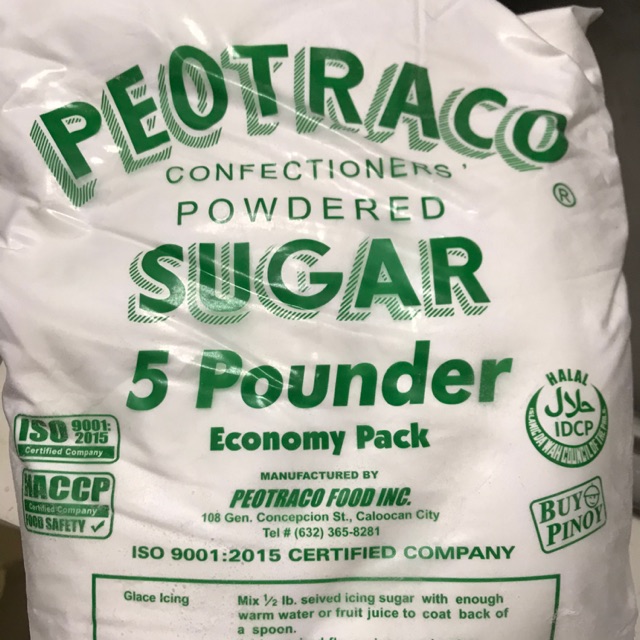 PEOTRACO
CONFECTIONERS'
POWDERED
®
SUGAR
5 Pounder
Economy Pack
ISO 9001:
2015
Certified Company
HACCP
Certified Company
FOOD SAFETY ✓
HALAL
حلال
IDCP
BUY
PINOY
MANUFACTURED BY
PEOTRACO FOOD INC.
108 Gen. Concepcion St., Caloocan City
Tel # (632) 365-8281
ISO 9001:2015 CERTIFIED COMPANY
Glace Icing Mix ½ lb. seived icing sugar with enough
warm water or fruit juice to coat back of
a spoon.